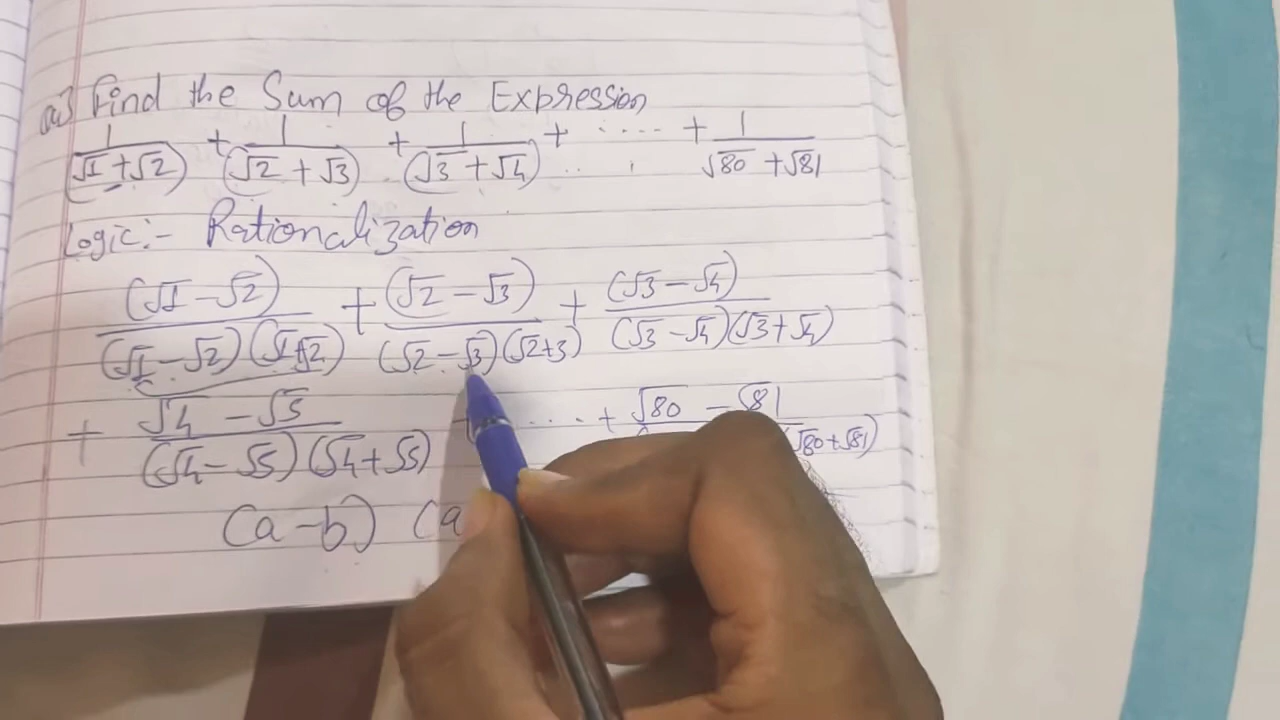 Q) Find the Sum of the Expression
1/(√1+√2) + 1/(√2+√3) + 1/(√3+√4) + ..... + 1/√80+√81
Logic:- Rationalization
(√1-√2)/(√1-√2)(√1+√2) + (√2-√3)/(√2-√3)(√2+3) + (√3-√4)/(√3-√4)(√3+√4)
+ √4-√5/(√4-√5)(√4+√5) .... + √80-√81/(√80+√81)
(a-b) (a